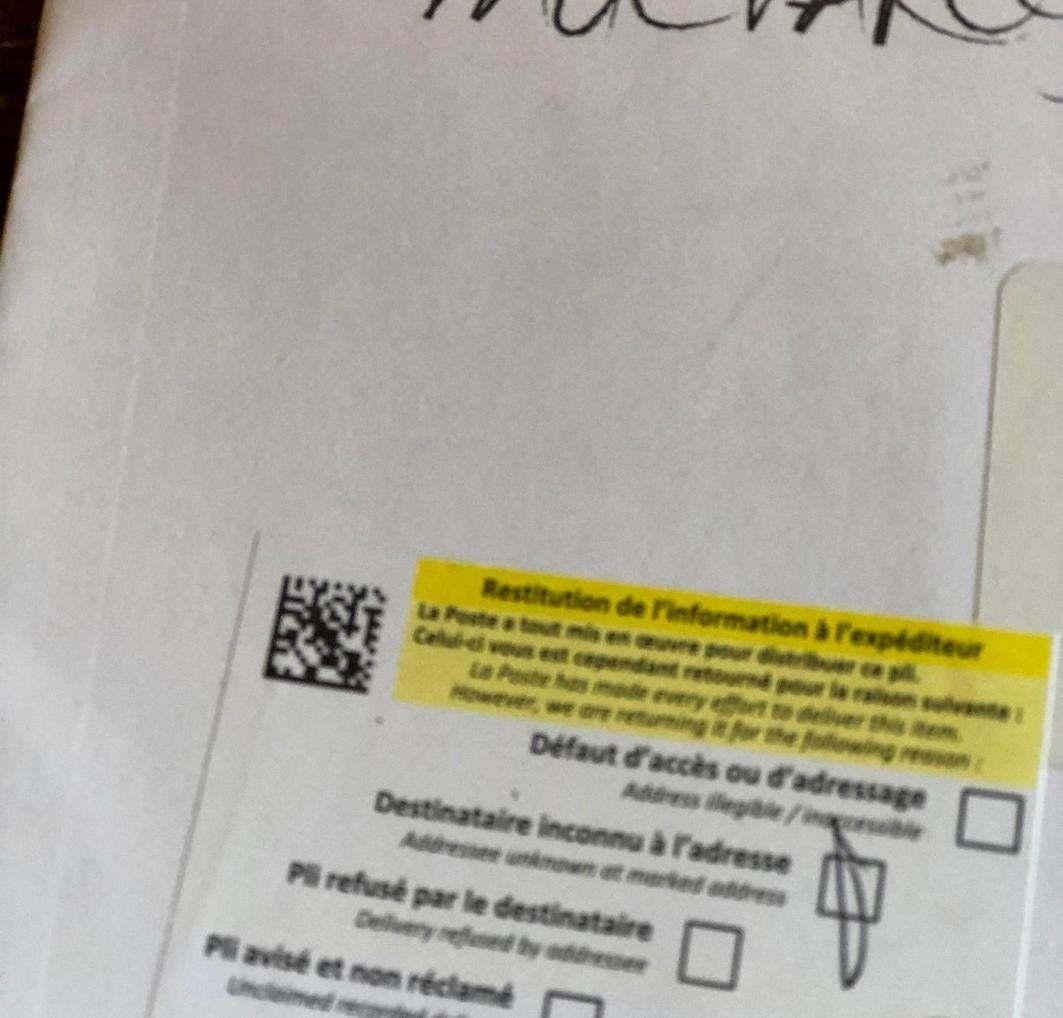 Restitution de l'information à l'expéditeur
La Poste a tout mis en œuvre pour distribuer ce pli.
Celui-ci vous est cependant retourné pour la raison suivante :
La Poste has made every effort to deliver this item.
However, we are returning it for the following reason :
Défaut d'accès ou d'adressage
Address illegible / inaccessible
Destinataire inconnu à l'adresse
Addressee unknown at marked address
Pli refusé par le destinataire
Delivery refused by addressee
Pli avisé et non réclamé
Unclaimed